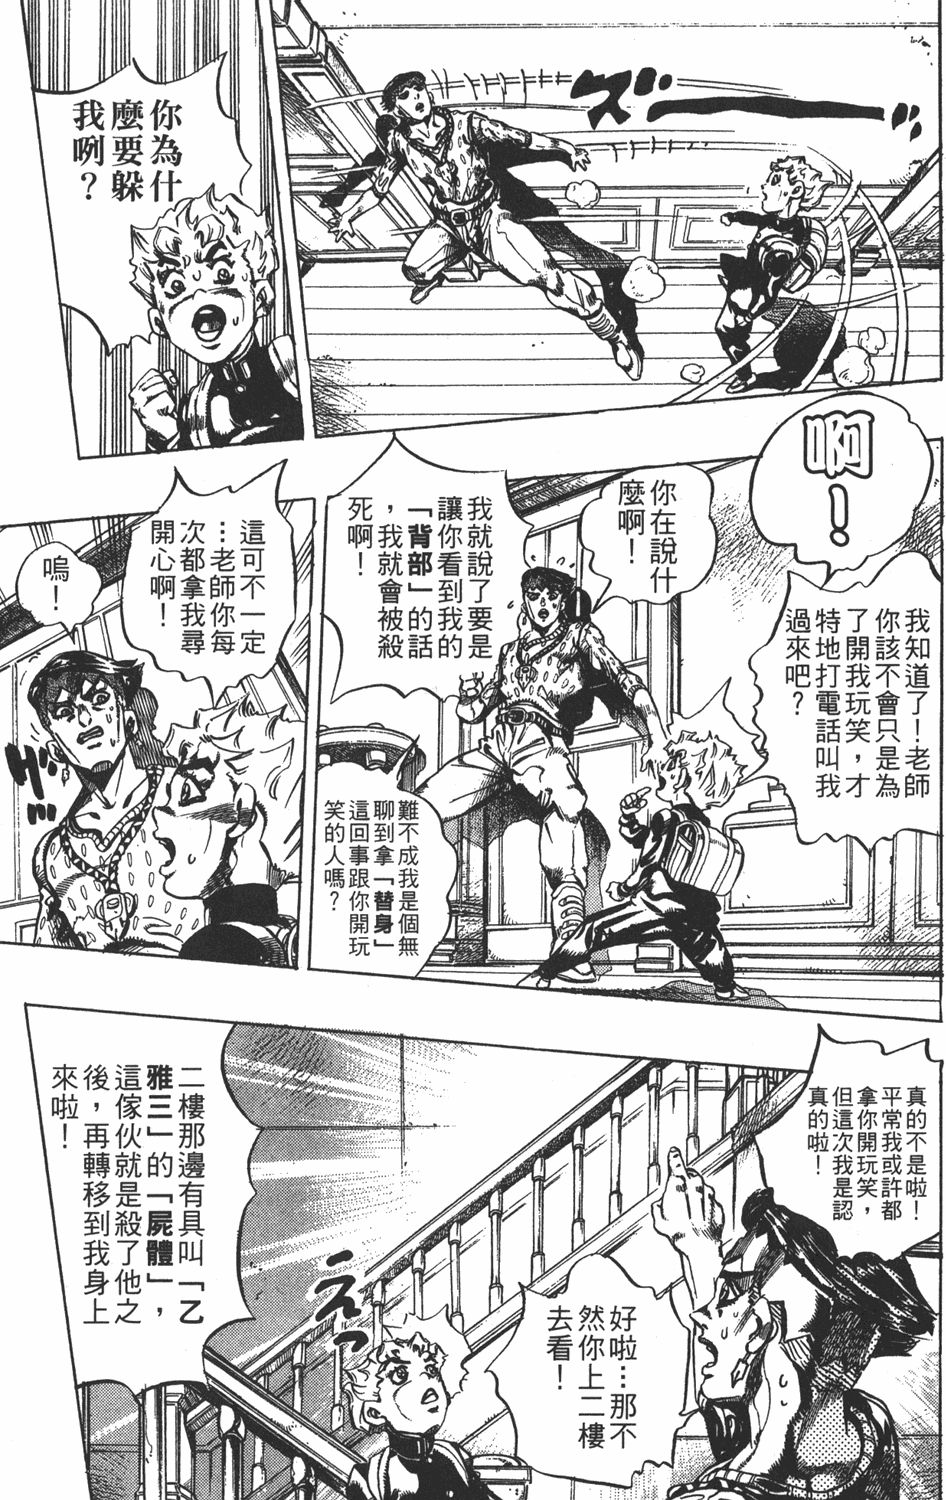 ズーーッ
你為什
麼要躲
我咧？
啊！
我知道了！老師
你該不會只是為
了開我玩笑，才
特地打電話叫我
過來吧？
你在說什
麼啊！
我就說了要是
讓你看到我的
「背部」的話
，我就會被殺
死啊！
難不成我是個無
聊到拿「替身」
這回事跟你開玩
笑的人嗎？
這可不一定
…老師你每
次都拿我尋
開心啊！
嗚！
真的不是啦！
平常我或許都
拿你開玩笑，
但這次我是認
真的啦！
好啦…那不
然你上二樓
去看！
えっ
二樓那邊有具叫「乙
雅三」的「屍體」，
這傢伙就是殺了他之
後，再轉移到我身上
來啦！